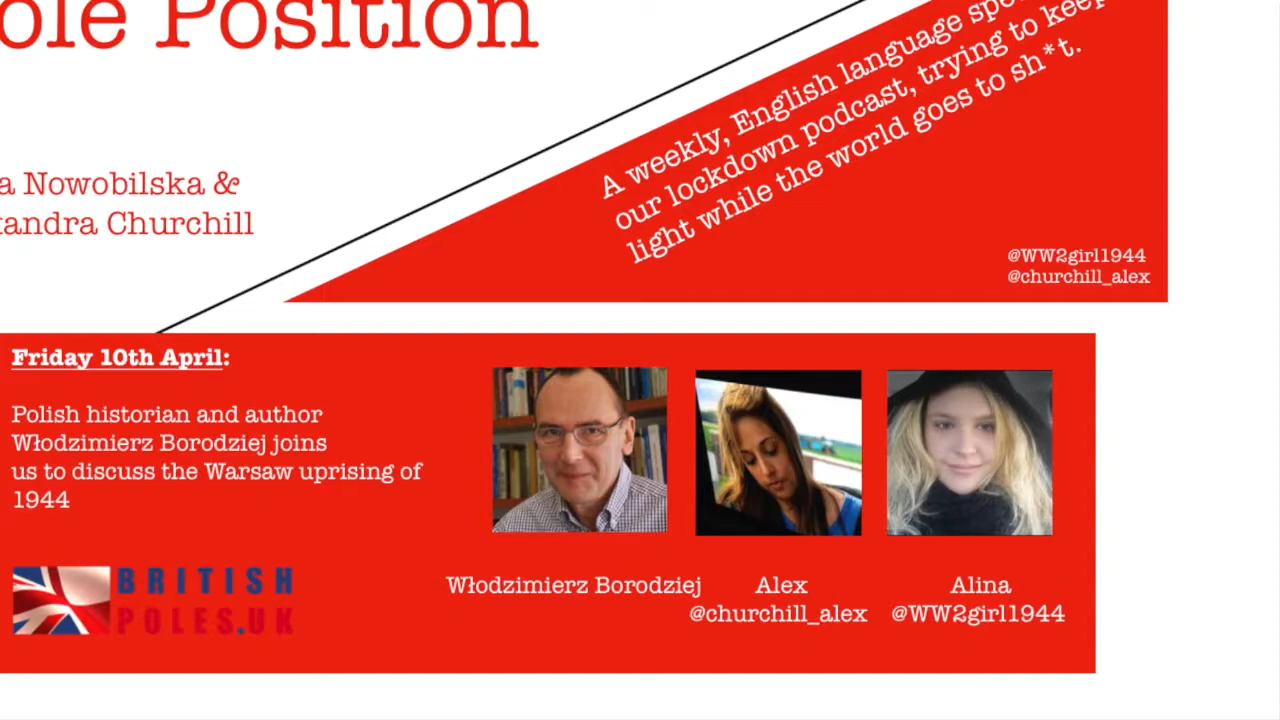 ole Position
a Nowobilska &
tandra Churchill
A weekly, English language spe
our lockdown podcast, trying to keep
light while the world goes to sh*t.
@WW2girl1944
@churchill_alex
Friday 10th April:
Polish historian and author
Włodzimierz Borodziej joins
us to discuss the Warsaw uprising of
1944
BRITISH
POLES.UK
Włodzimierz Borodziej
Alex
@churchill_alex
Alina
@WW2girl1944